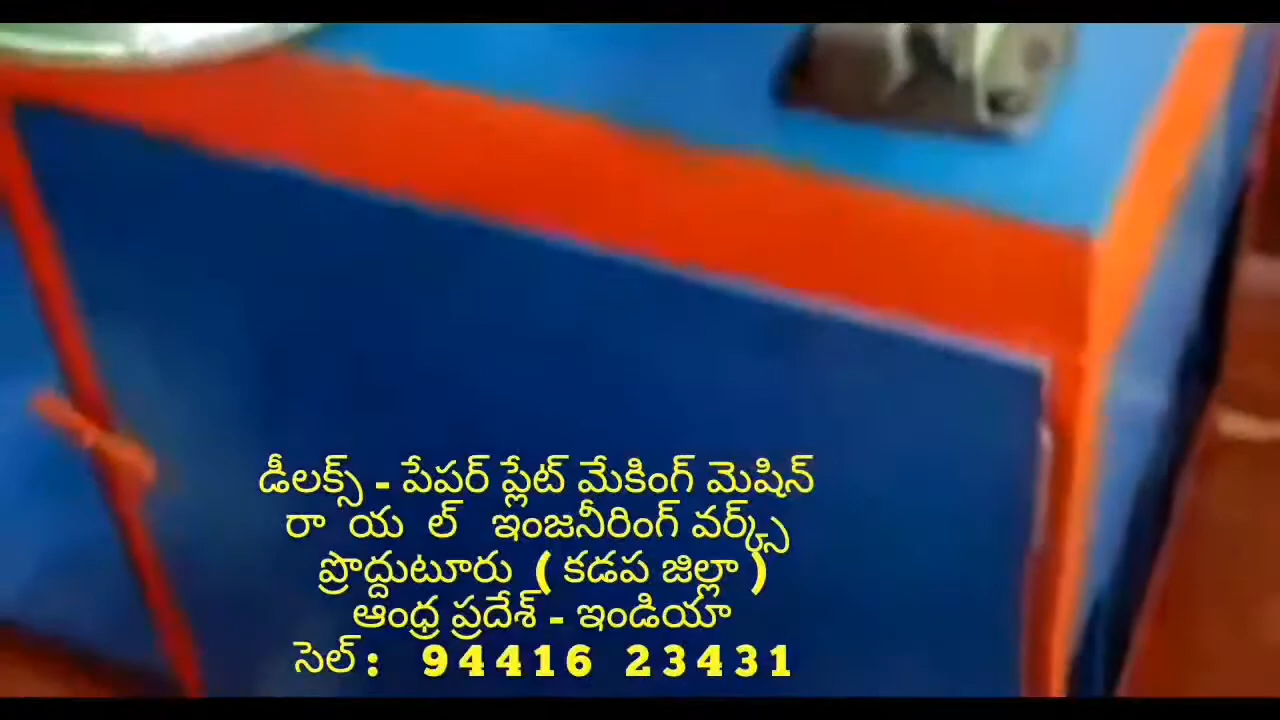 డీలక్స్ - పేపర్ ప్లేట్ మేకింగ్ మెషిన్
రా య ల్ ఇంజనీరింగ్ వర్క్స్
ప్రొద్దుటూరు ( కడప జిల్లా )
ఆంధ్ర ప్రదేశ్ - ఇండియా
సెల్ : 94416 23431